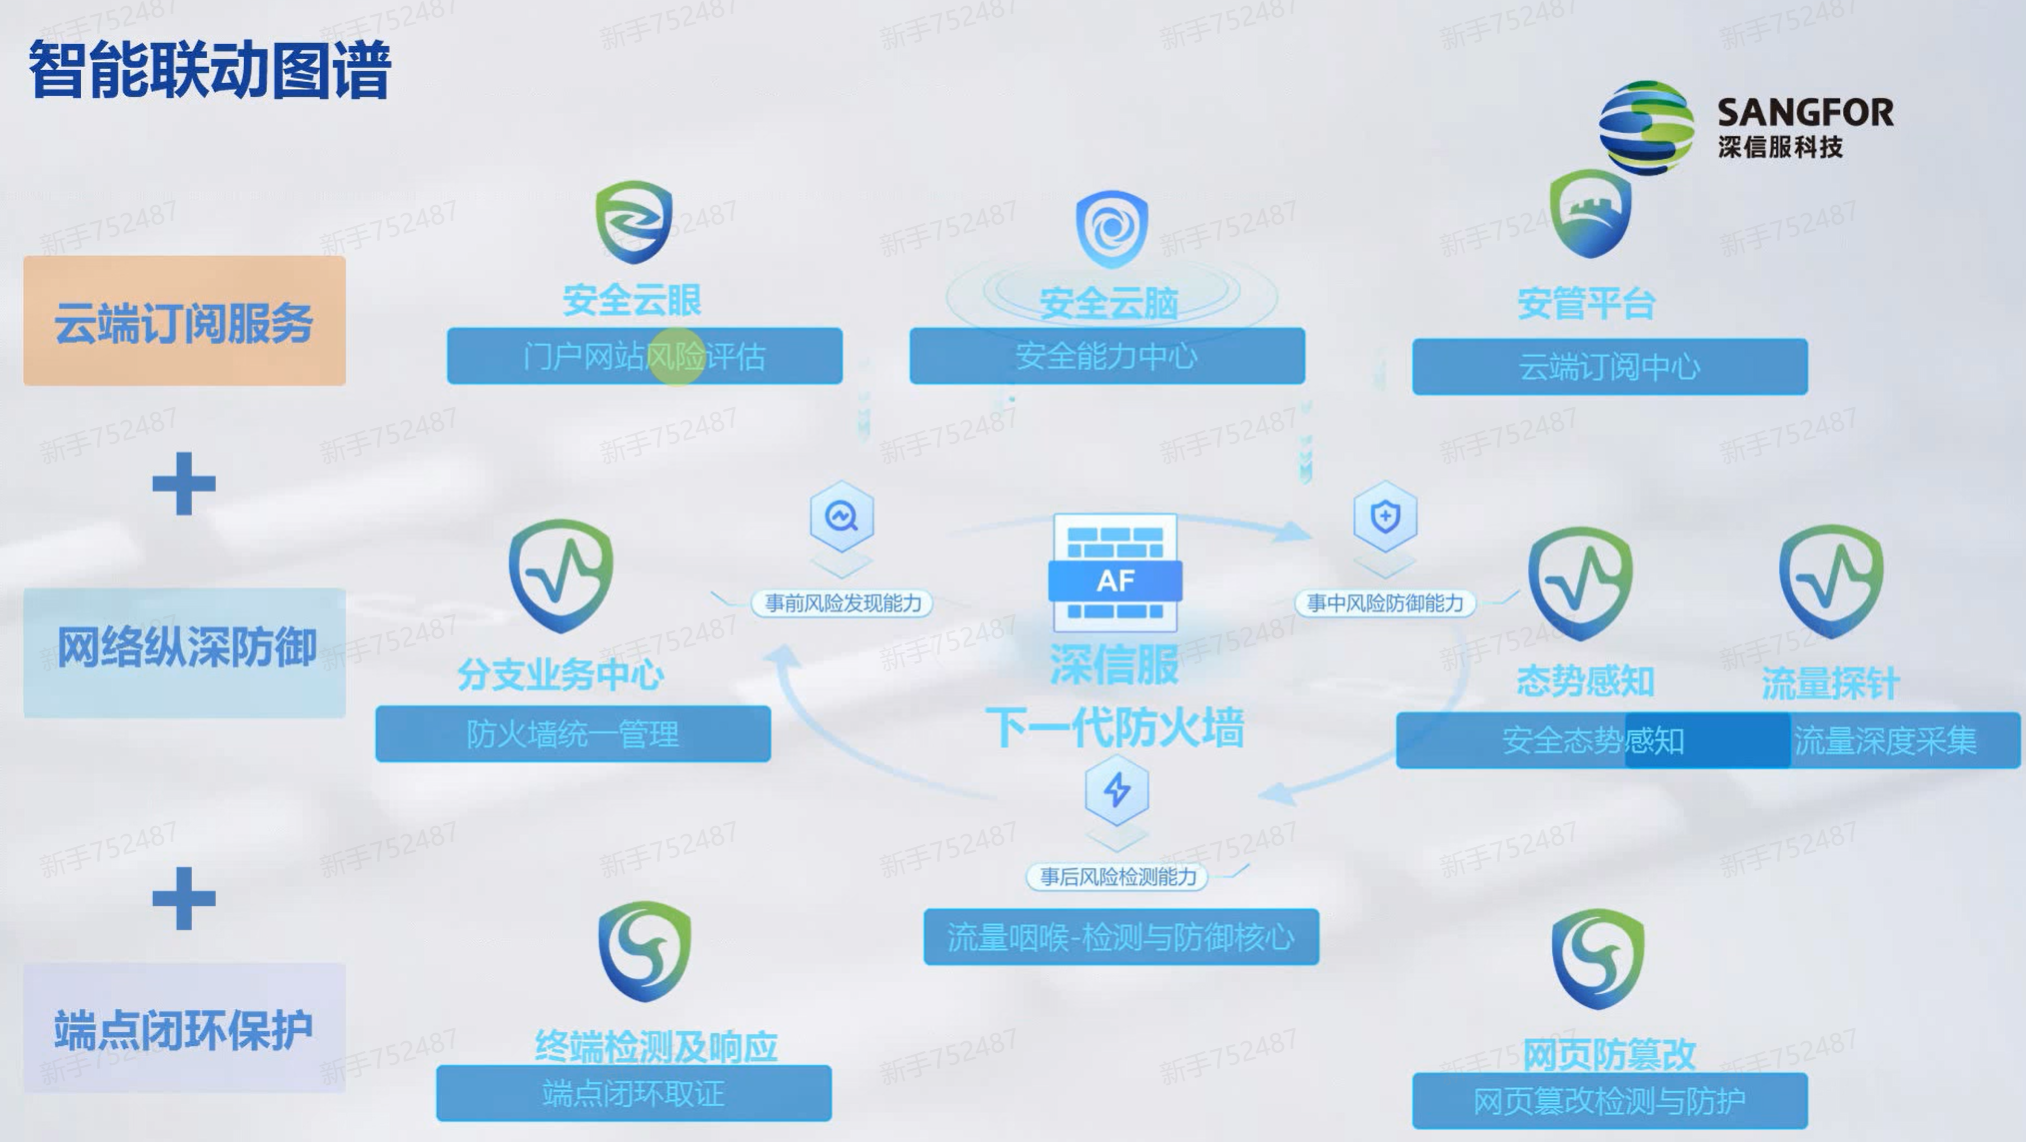 智能联动图谱
SANGFOR
深信服科技
云端订阅服务
安全云眼
门户网站风险评估
安全云脑
安全能力中心
安管平台
云端订阅中心
网络纵深防御
分支业务中心
防火墙统一管理
事前风险发现能力
AF
深信服
下一代防火墙
事中风险防御能力
态势感知
流量探针
安全态势感知
流量深度采集
事后风险检测能力
流量咽喉-检测与防御核心
端点闭环保护
终端检测及响应
端点闭环取证
网页防篡改
网页篡改检测与防护
新手752487